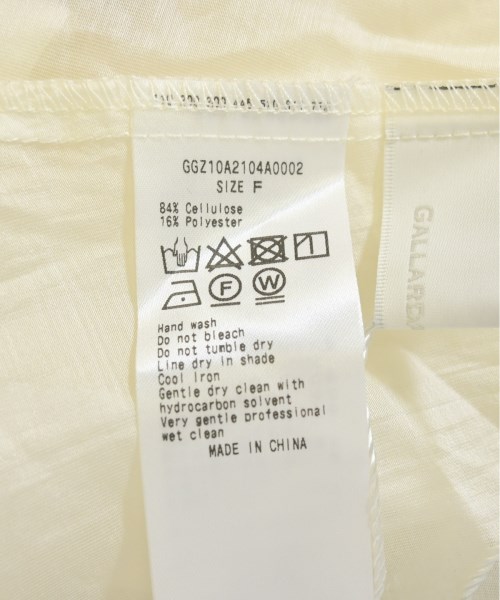 GGZ10A2104A0002
SIZE F
84% Cellulose
16% Polyester
F
W
Hand wash
Do not bleach
Do not tumble dry
Line dry in shade
Cool iron
Gentle dry clean with
hydrocarbon solvent
Very gentle professional
wet clean
MADE IN CHINA